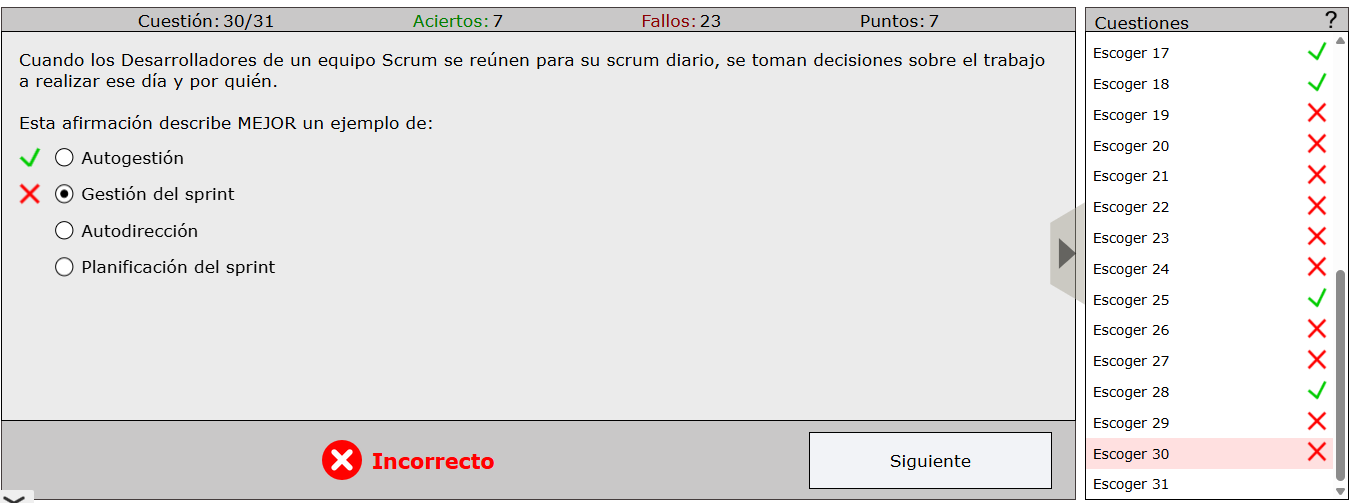 Cuestión: 30/31 Aciertos: 7 Fallos: 23 Puntos: 7
Cuando los Desarrolladores de un equipo Scrum se reúnen para su scrum diario, se toman decisiones sobre el trabajo
a realizar ese día y por quién.
Esta afirmación describe MEJOR un ejemplo de:
Autogestión
Gestión del sprint
Autodirección
Planificación del sprint
Incorrecto
Siguiente
Cuestiones ?
Escoger 17
Escoger 18
Escoger 19
Escoger 20
Escoger 21
Escoger 22
Escoger 23
Escoger 24
Escoger 25
Escoger 26
Escoger 27
Escoger 28
Escoger 29
Escoger 30
Escoger 31